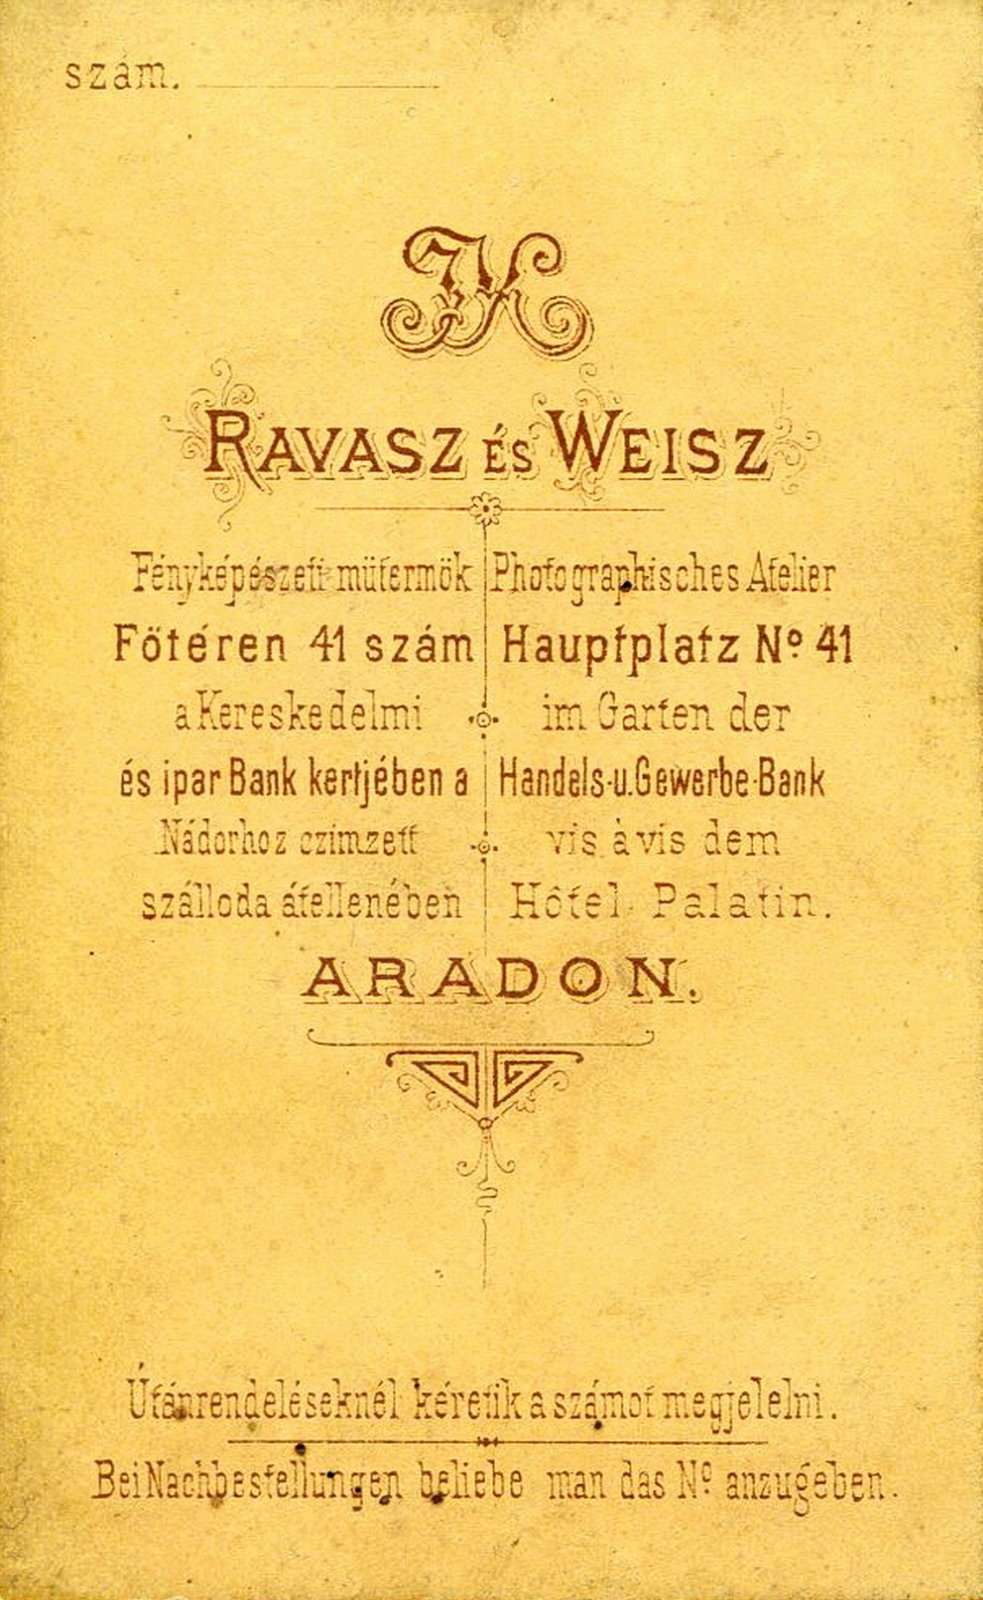 szám.
RAVASZ ÉS WEISZ
Fényképészeti mütermök
Főtéren 41 szám
a Kereskedelmi
és ipar Bank kertjében a
Nádorhoz czimzett
szálloda átellenében
Photographisches Atelier
Hauptplatz Nº 41
im Garten der
Handels-u.Gewerbe-Bank
vis à vis dem
Hôtel Palatin.
ARADON.
Útánrendeléseknél kéretik a számot megjelelni.
Bei Nachbestellungen beliebe man das Nº anzugeben.